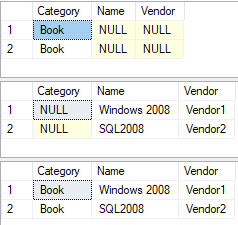 Category Name Vendor
1 Book NULL NULL
2 Book NULL NULL
Category Name Vendor
1 NULL Windows 2008 Vendor1
2 NULL SQL2008 Vendor2
Category Name Vendor
1 Book Windows 2008 Vendor1
2 Book SQL2008 Vendor2